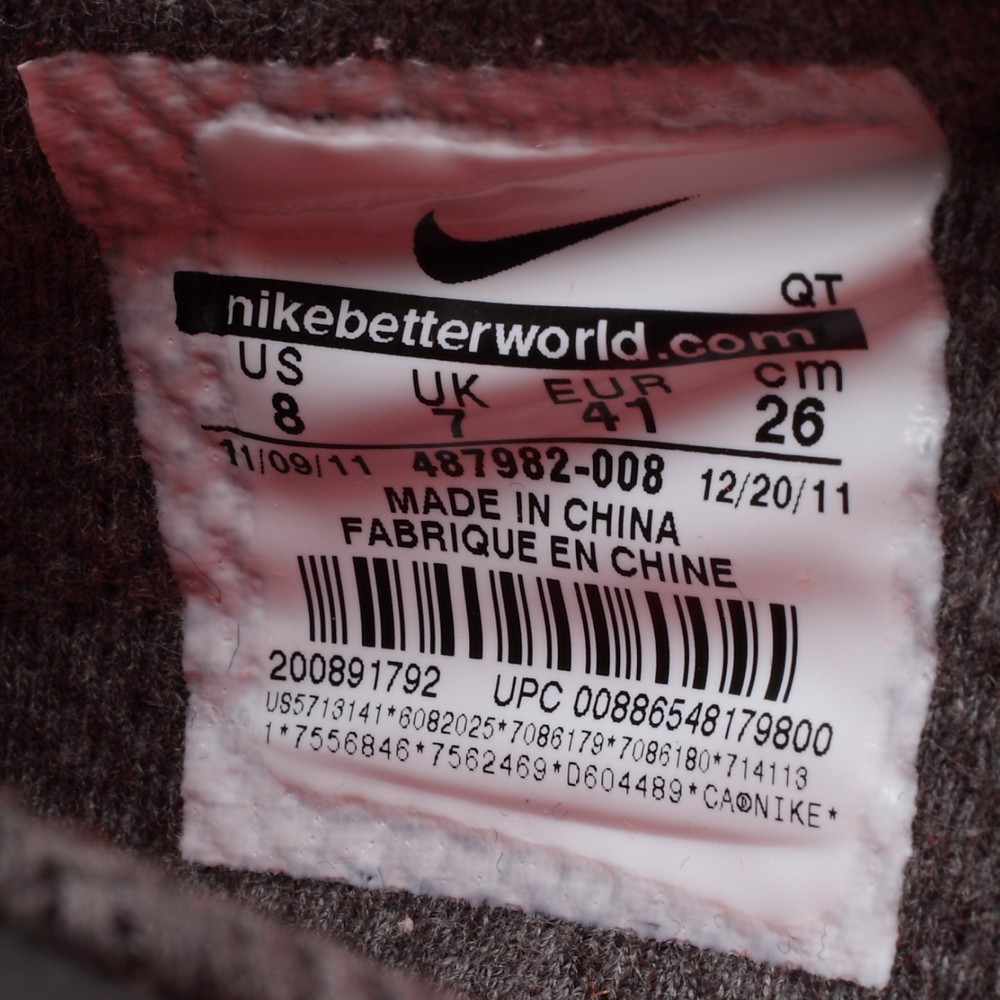 QT
nikebetterworld.com
US UK EUR cm
8 7 41 26
11/09/11 487982-008 12/20/11
MADE IN CHINA
FABRIQUE EN CHINE
200891792 UPC 00886548179800
US5713141*6082025*7086179*7086180*714113
1*7556846*7562469*D604489*CA®NIKE*